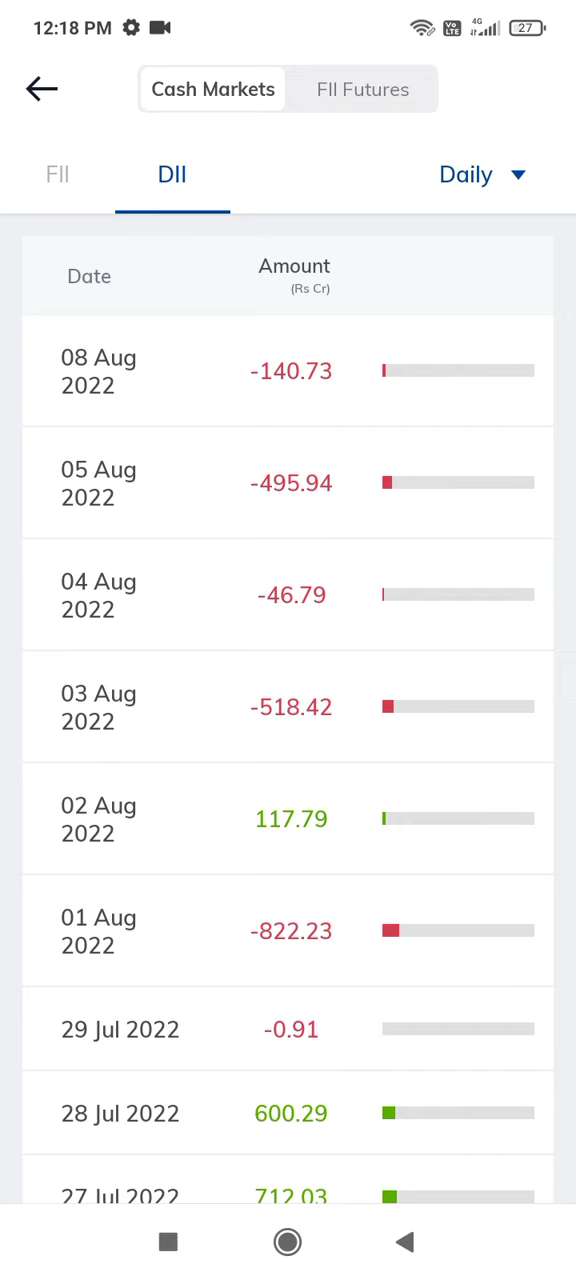 12:18 PM Vo LTE 4G 27
Cash Markets FII Futures
FII DII Daily
Date Amount
(Rs Cr)
08 Aug
2022 -140.73
05 Aug
2022 -495.94
04 Aug
2022 -46.79
03 Aug
2022 -518.42
02 Aug
2022 117.79
01 Aug
2022 -822.23
29 Jul 2022 -0.91
28 Jul 2022 600.29
27 Jul 2022 712.03